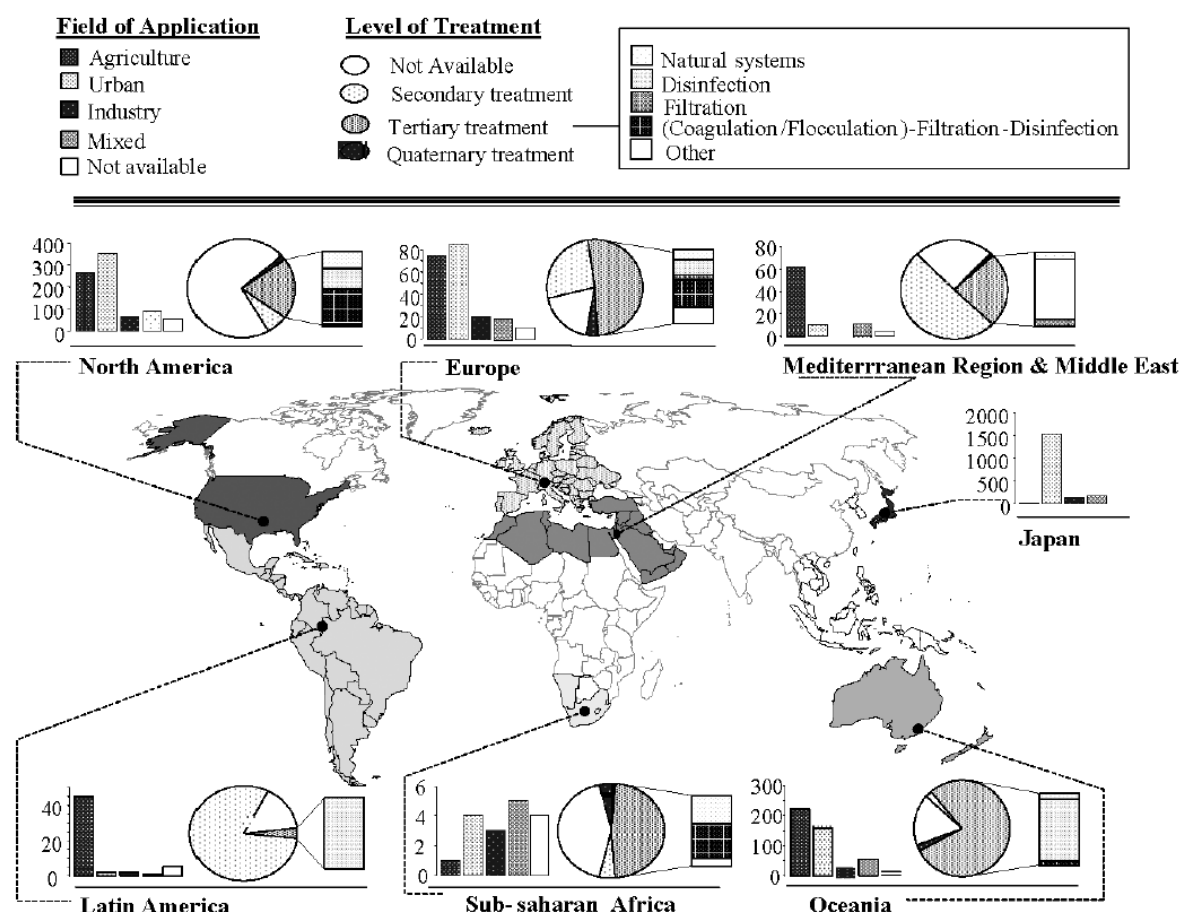 Field of Application
Agriculture
Urban
Industry
Mixed
Not available
Level of Treatment
Not Available
Secondary treatment
Tertiary treatment
Quaternary treatment
Natural systems
Disinfection
Filtration
(Coagulation/Flocculation)-Filtration-Disinfection
Other
400
300
200
100
0
North America
80
60
40
20
0
Europe
80
60
40
20
0
Mediterrranean Region & Middle East
2000
1500
1000
500
0
Japan
40
20
0
Latin America
6
4
2
0
Sub-saharan Africa
300
200
100
0
Oceania